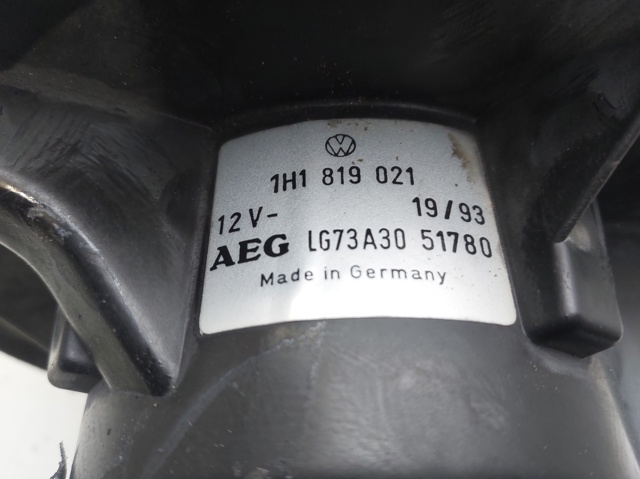 1H1 819 021
12V- 19/93
AEG LG73A30 51780
Made in Germany